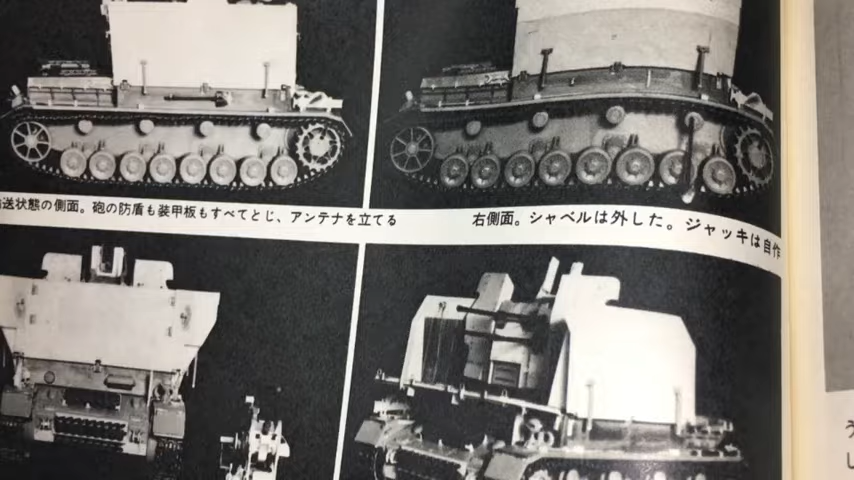 送状態の側面。砲の防盾も装甲板もすべてとじ、アンテナを立てる
右側面。シャベルは外した。ジャッキは自作
う
し